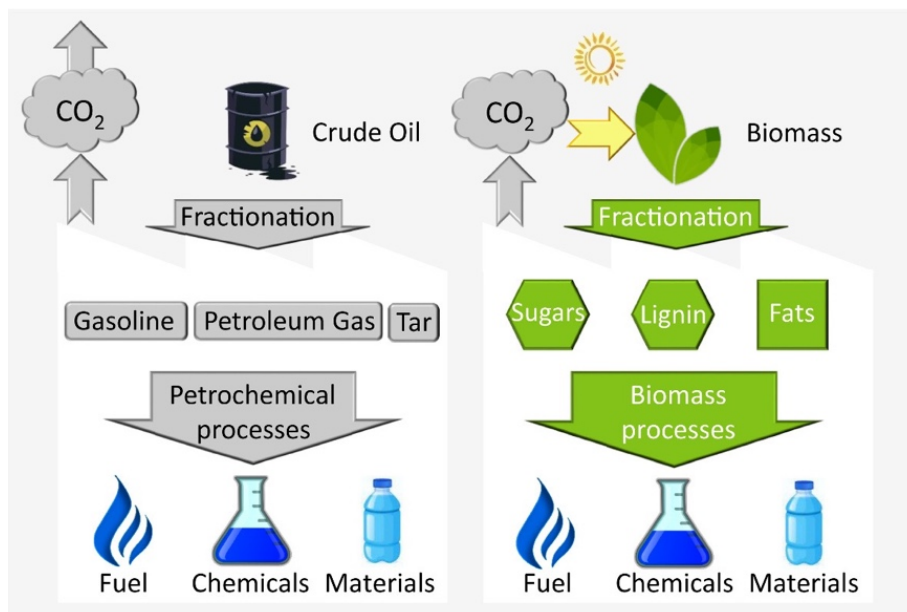 CO₂
Crude Oil
Fractionation
Gasoline
Petroleum Gas
Tar
Petrochemical
processes
Fuel
Chemicals
Materials
CO₂
Biomass
Fractionation
Sugars
Lignin
Fats
Biomass
processes
Fuel
Chemicals
Materials